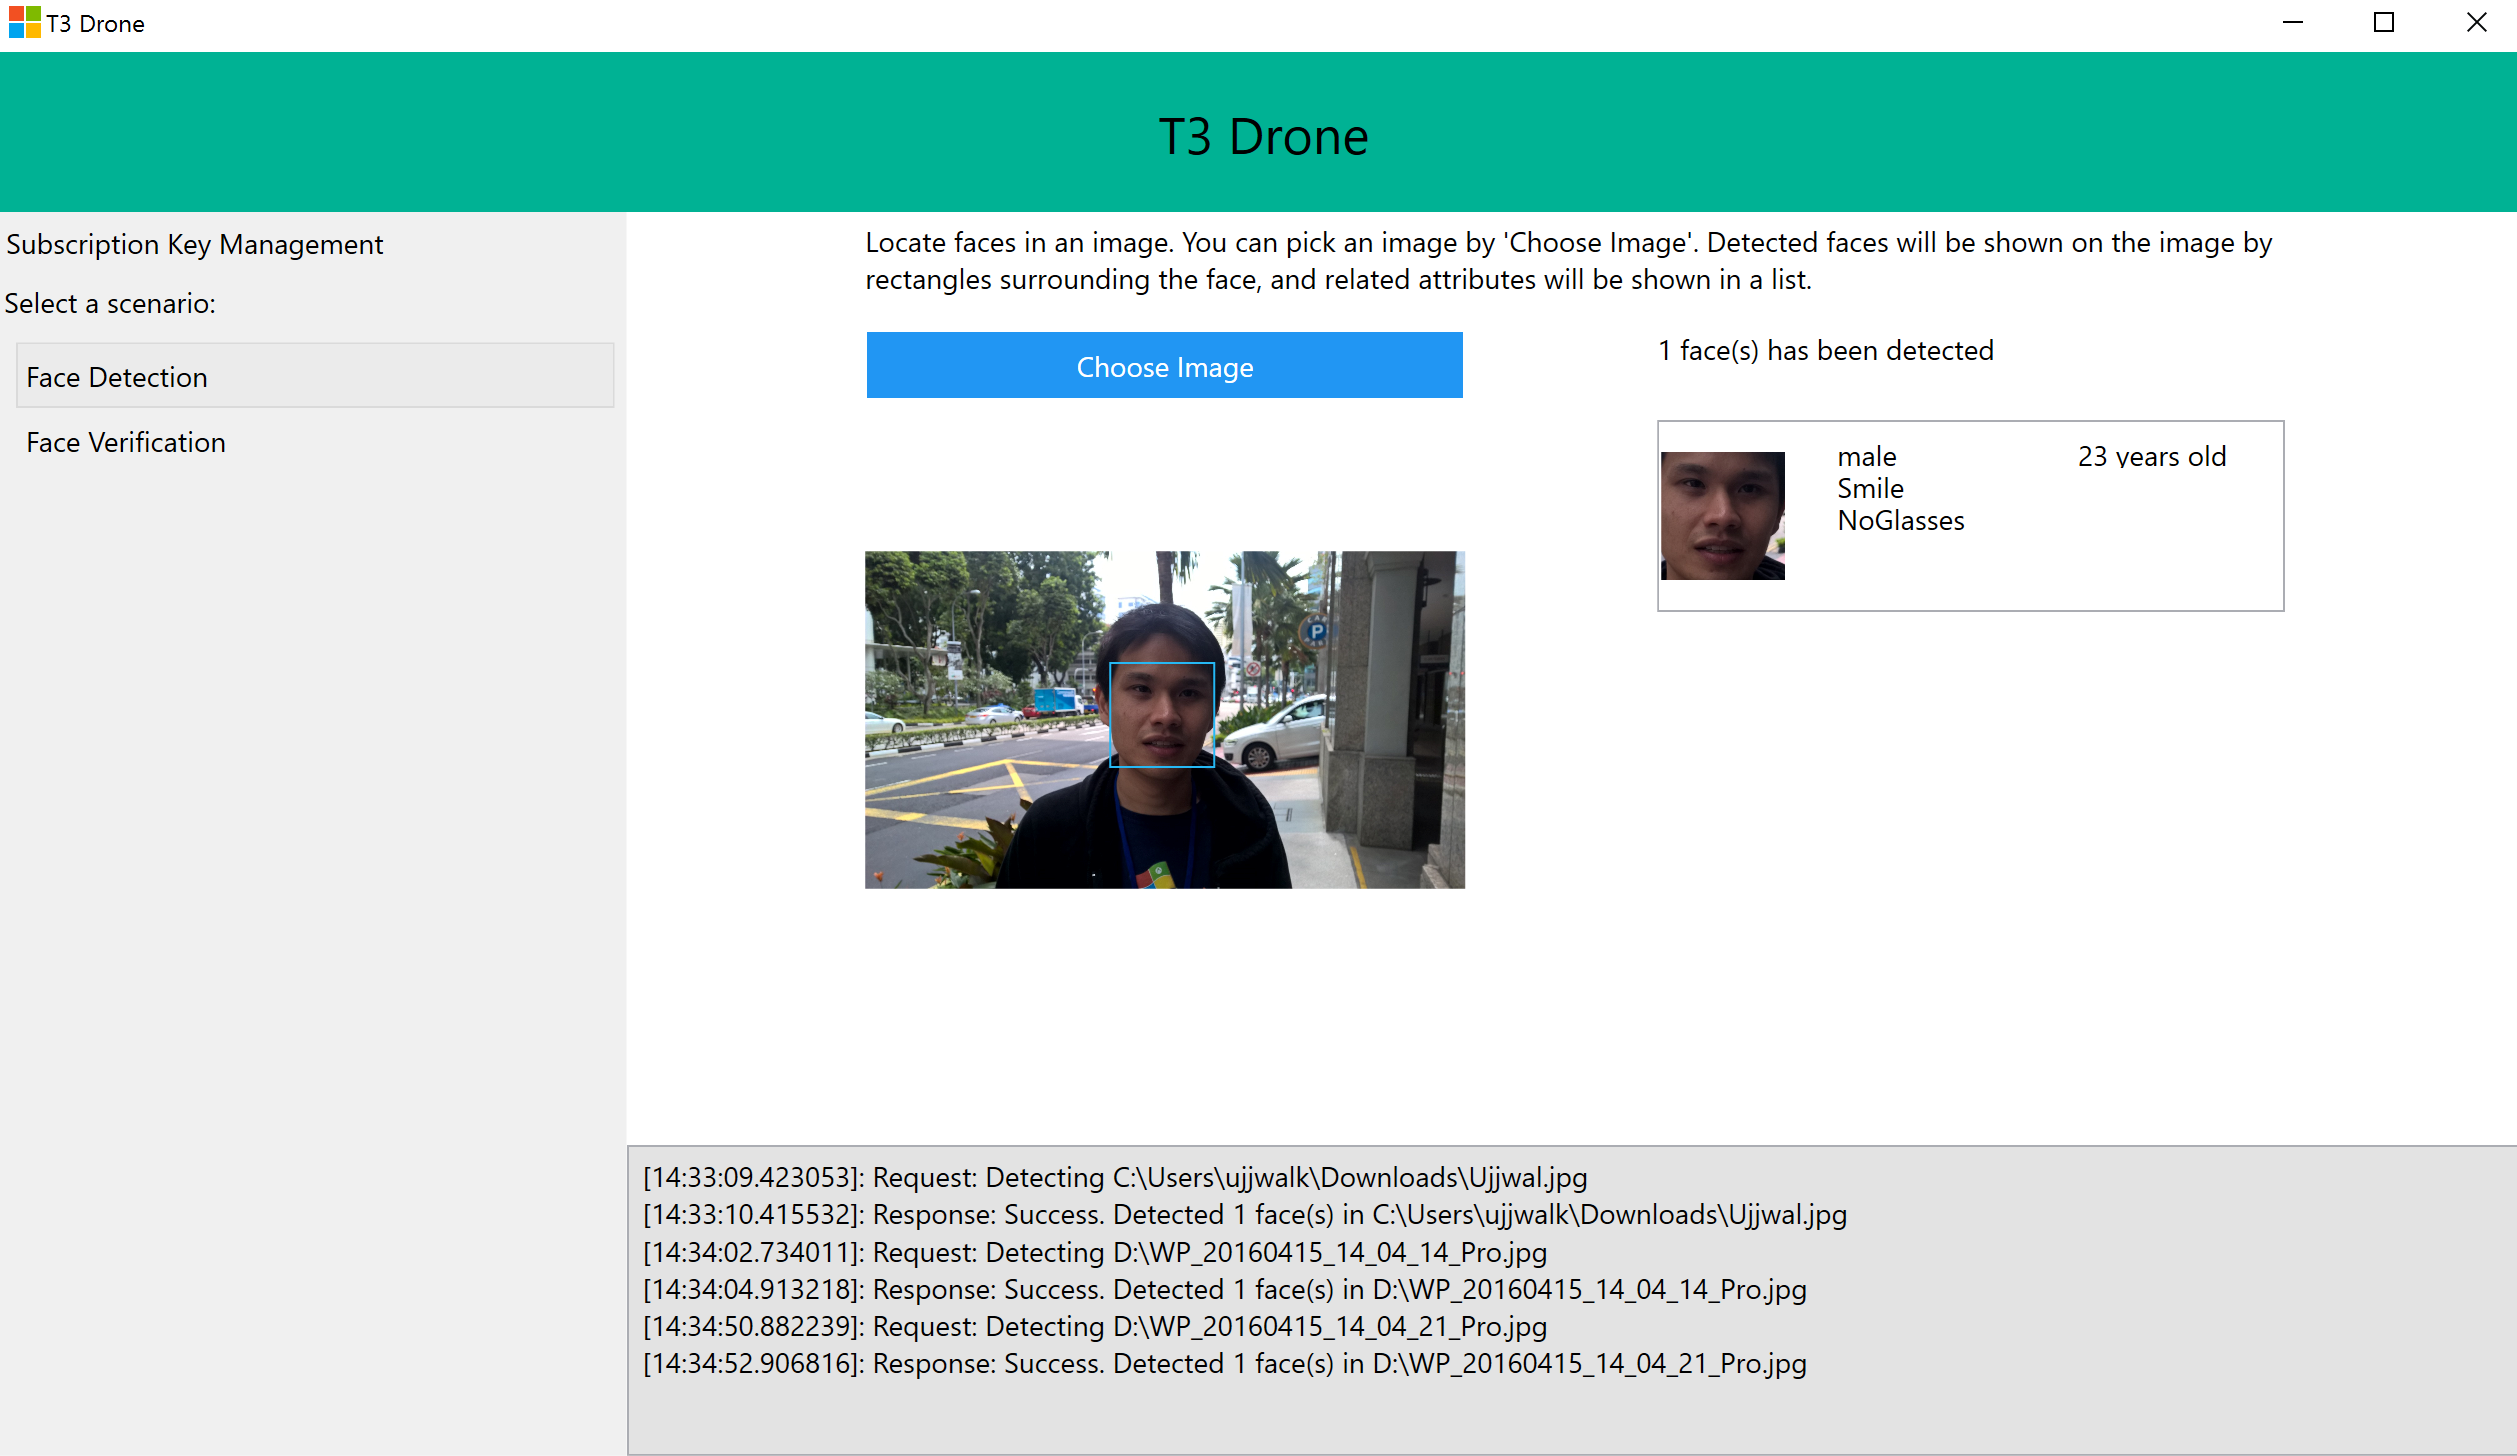 T3 Drone
T3 Drone
Subscription Key Management
Select a scenario:
Face Detection
Face Verification
Locate faces in an image. You can pick an image by 'Choose Image'. Detected faces will be shown on the image by
rectangles surrounding the face, and related attributes will be shown in a list.
Choose Image
1 face(s) has been detected
male
23 years old
Smile
NoGlasses
P
[14:33:09.423053]: Request: Detecting C:\Users\ujjwalk\Downloads\Ujjwal.jpg
[14:33:10.415532]: Response: Success. Detected 1 face(s) in C:\Users\ujjwalk\Downloads\Ujjwal.jpg
[14:34:02.734011]: Request: Detecting D:\WP_20160415_14_04_14_Pro.jpg
[14:34:04.913218]: Response: Success. Detected 1 face(s) in D:\WP_20160415_14_04_14_Pro.jpg
[14:34:50.882239]: Request: Detecting D:\WP_20160415_14_04_21_Pro.jpg
[14:34:52.906816]: Response: Success. Detected 1 face(s) in D:\WP_20160415_14_04_21_Pro.jpg